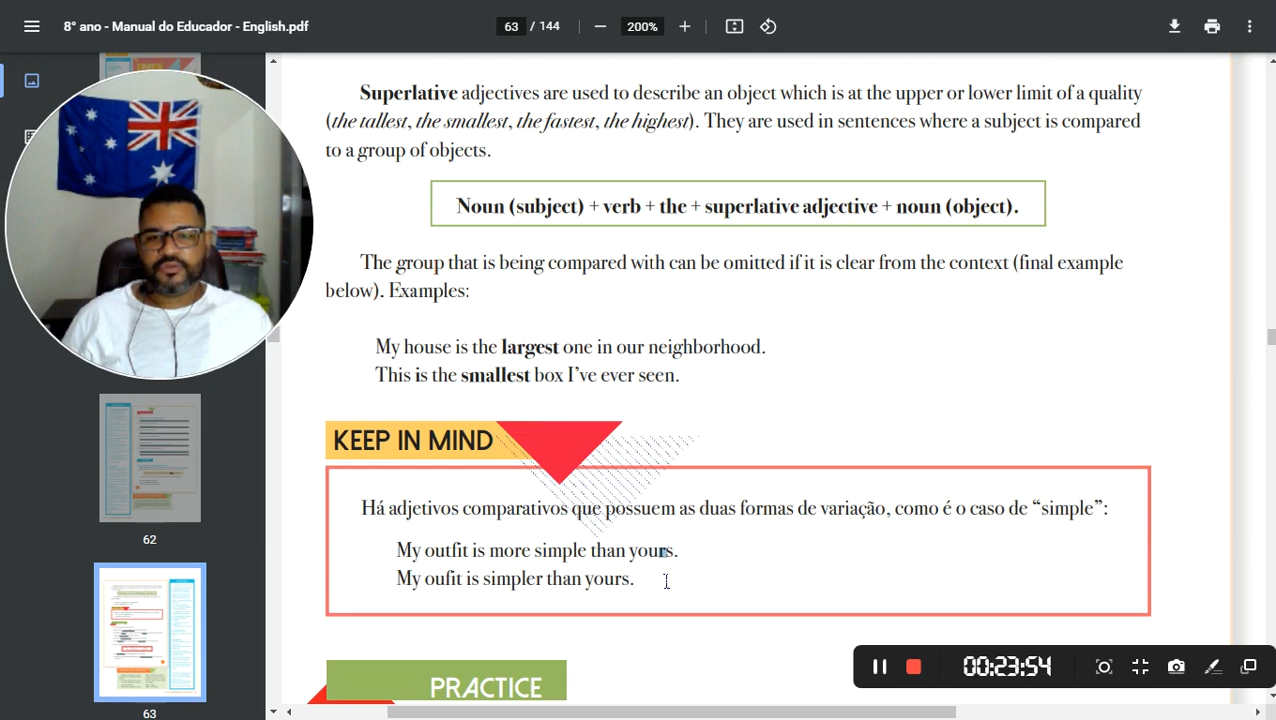 8° ano - Manual do Educador - English.pdf
63 / 144
200%
Superlative adjectives are used to describe an object which is at the upper or lower limit of a quality
(the tallest, the smallest, the fastest, the highest). They are used in sentences where a subject is compared
to a group of objects.
Noun (subject) + verb + the + superlative adjective + noun (object).
The group that is being compared with can be omitted if it is clear from the context (final example
below). Examples:
My house is the largest one in our neighborhood.
This is the smallest box I've ever seen.
KEEP IN MIND
Há adjetivos comparativos que possuem as duas formas de variação, como é o caso de “simple”:
My outfit is more simple than yours.
My oufit is simpler than yours.
PRACTICE
62
63
00:23:54